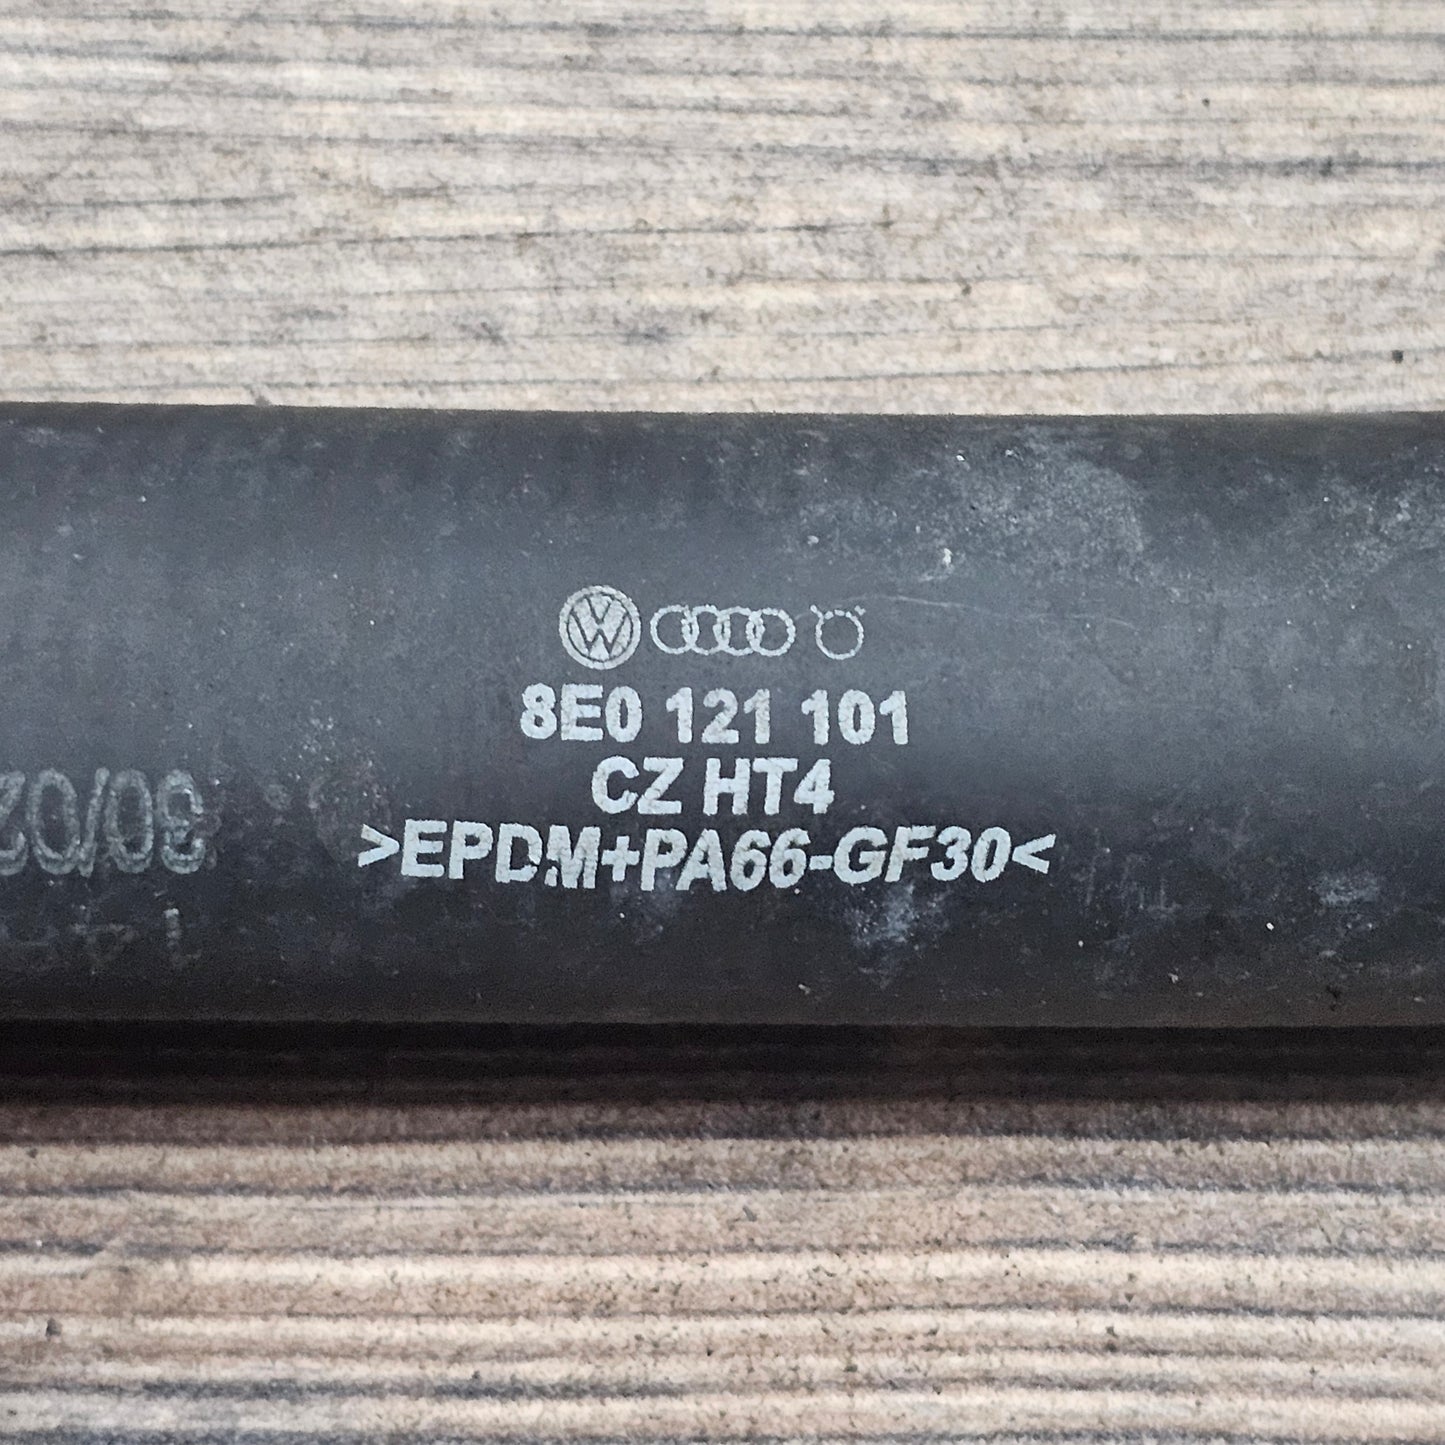 8E0 121 101
CZ HT4
>EPDM+PA66-GF30<